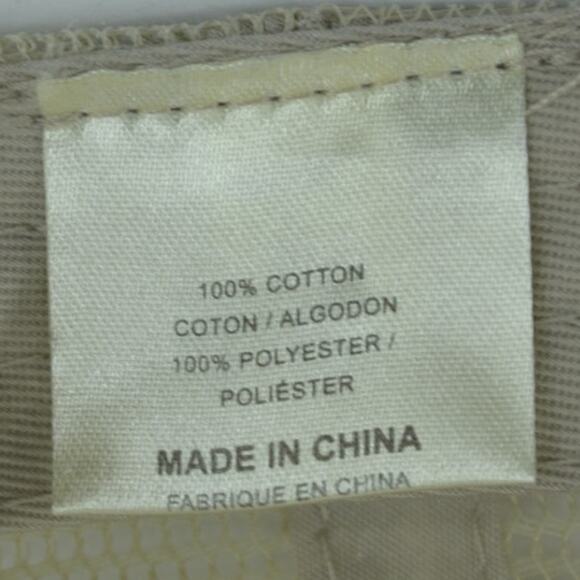 100% COTTON
COTON / ALGODON
100% POLYESTER /
POLIÉSTER
MADE IN CHINA
FABRIQUE EN CHINA